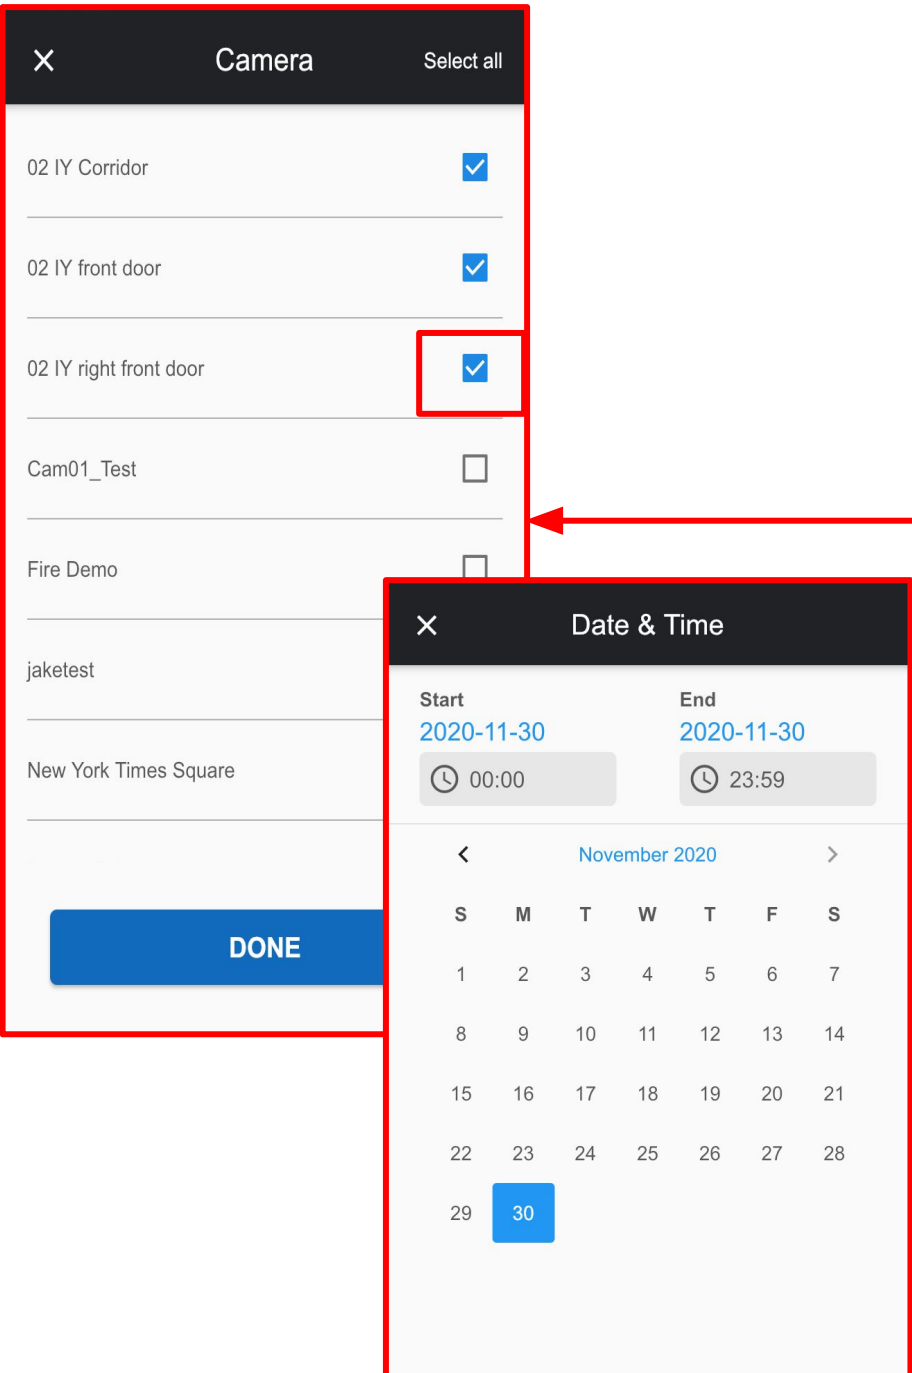 Camera Select all
02 IY Corridor
02 IY front door
02 IY right front door
Cam01_Test
Fire Demo
jaketest
New York Times Square
DONE
Date & Time
Start End
2020-11-30 2020-11-30
00:00 23:59
November 2020
S M T W T F S
1 2 3 4 5 6 7
8 9 10 11 12 13 14
15 16 17 18 19 20 21
22 23 24 25 26 27 28
29 30